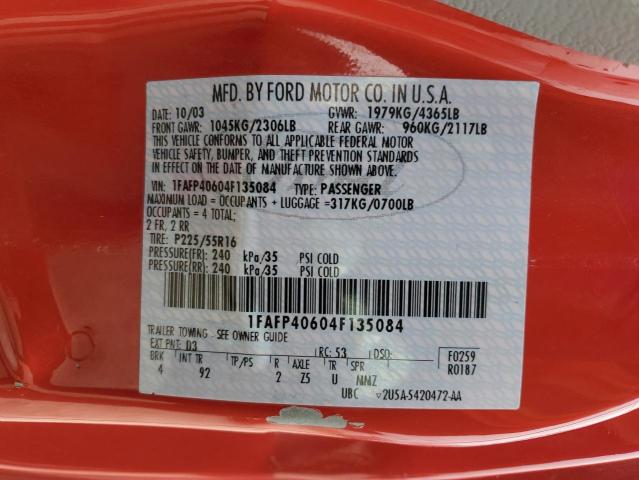 MFD. BY FORD MOTOR CO. IN U.S.A.
DATE: 10/03 GVWR: 1979KG/4365LB
FRONT GAWR: 1045KG/2306LB REAR GAWR: 960KG/2117LB
THIS VEHICLE CONFORMS TO ALL APPLICABLE FEDERAL MOTOR
VEHICLE SAFETY, BUMPER, AND THEFT PREVENTION STANDARDS
IN EFFECT ON THE DATE OF MANUFACTURE SHOWN ABOVE.
VIN: 1FAFP40604F135084 TYPE: PASSENGER
MAXIMUM LOAD = OCCUPANTS + LUGGAGE =317KG/0700LB
OCCUPANTS = 4 TOTAL:
2 FR, 2 RR
TIRE: P225/55R16
PRESSURE(FR): 240 kPa/35 PSI COLD
PRESSURE(RR): 240 kPa/35 PSI COLD
1FAFP40604F135084
TRAILER TOWING - SEE OWNER GUIDE
EXT PNT: D3 RC: 53 DSO: F0259
BRK INT TR TP/PS R AXLE TR SPR R0187
4 92 2 Z5 U NMZ
UBC 2U5A-5420472-AA